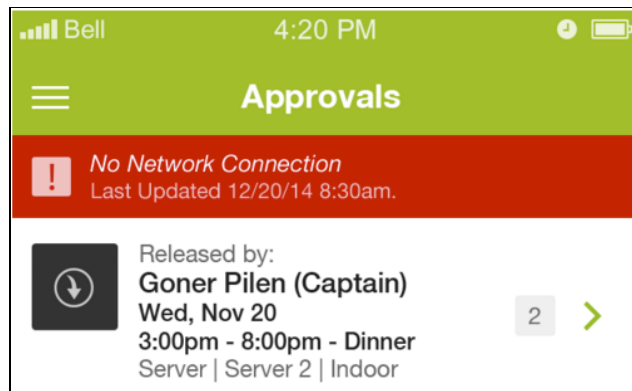 Bell 4:20 PM
Approvals
! No Network Connection
Last Updated 12/20/14 8:30am.
Released by:
Goner Pilen (Captain)
Wed, Nov 20
3:00pm - 8:00pm - Dinner
2
Server | Server 2 | Indoor